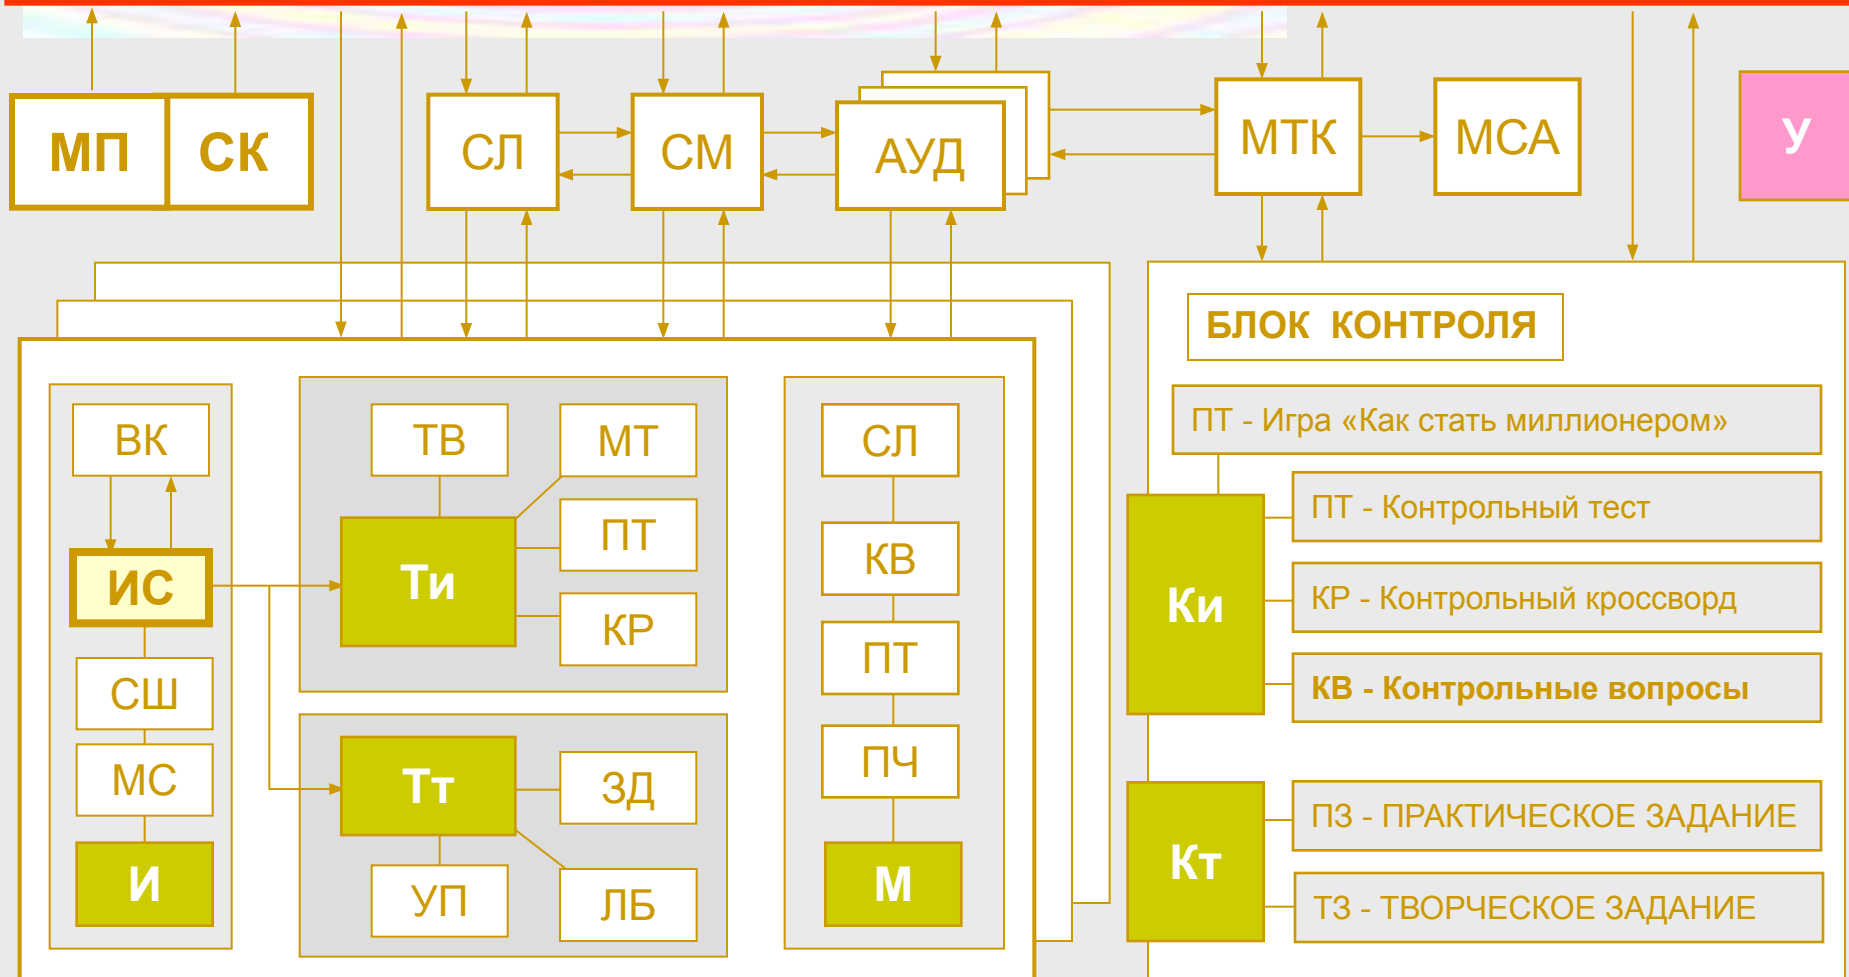 МП
СК
СЛ
СМ
АУД
МТК
МСА
У
ВК
ИС
СШ
МС
И
ТВ
МТ
ПТ
КР
Ти
Тт
ЗД
УП
ЛБ
СЛ
КВ
ПТ
ПЧ
М
БЛОК КОНТРОЛЯ
ПТ - Игра «Как стать миллионером»
ПТ - Контрольный тест
Ки
КР - Контрольный кроссворд
КВ - Контрольные вопросы
Кт
ПЗ - ПРАКТИЧЕСКОЕ ЗАДАНИЕ
ТЗ - ТВОРЧЕСКОЕ ЗАДАНИЕ